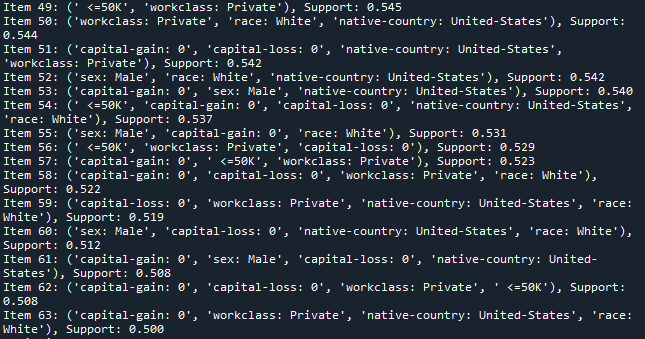 Item 49: (' <=50K', 'workclass: Private'), Support: 0.545
Item 50: ('workclass: Private', 'race: White', 'native-country: United-States'), Support:
0.544
Item 51: ('capital-gain: 0', 'capital-loss: 0', 'native-country: United-States',
'workclass: Private'), Support: 0.542
Item 52: ('sex: Male', 'race: White', 'native-country: United-States'), Support: 0.542
Item 53: ('capital-gain: 0', 'sex: Male', 'native-country: United-States'), Support: 0.540
Item 54: (' <=50K', 'capital-gain: 0', 'capital-loss: 0', 'native-country: United-States',
'race: White'), Support: 0.537
Item 55: ('sex: Male', 'capital-gain: 0', 'race: White'), Support: 0.531
Item 56: (' <=50K', 'workclass: Private', 'capital-loss: 0'), Support: 0.529
Item 57: ('capital-gain: 0', ' <=50K', 'workclass: Private'), Support: 0.523
Item 58: ('capital-gain: 0', 'capital-loss: 0', 'workclass: Private', 'race: White'),
Support: 0.522
Item 59: ('capital-loss: 0', 'workclass: Private', 'native-country: United-States', 'race:
White'), Support: 0.519
Item 60: ('sex: Male', 'capital-loss: 0', 'native-country: United-States', 'race: White'),
Support: 0.512
Item 61: ('capital-gain: 0', 'sex: Male', 'capital-loss: 0', 'native-country: United-
States'), Support: 0.508
Item 62: ('capital-gain: 0', 'capital-loss: 0', 'workclass: Private', ' <=50K'), Support:
0.508
Item 63: ('capital-gain: 0', 'workclass: Private', 'native-country: United-States', 'race:
White'), Support: 0.500